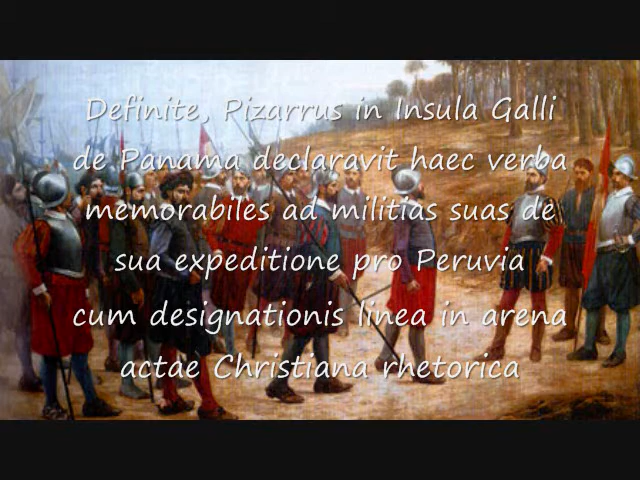 Definite, Pizarrus in Insula Galli
de Panama declaravit haec verba
memorabiles ad militias suas de
sua expeditione pro Peruvia
cum designationis linea in arena
actae Christiana rhetorica